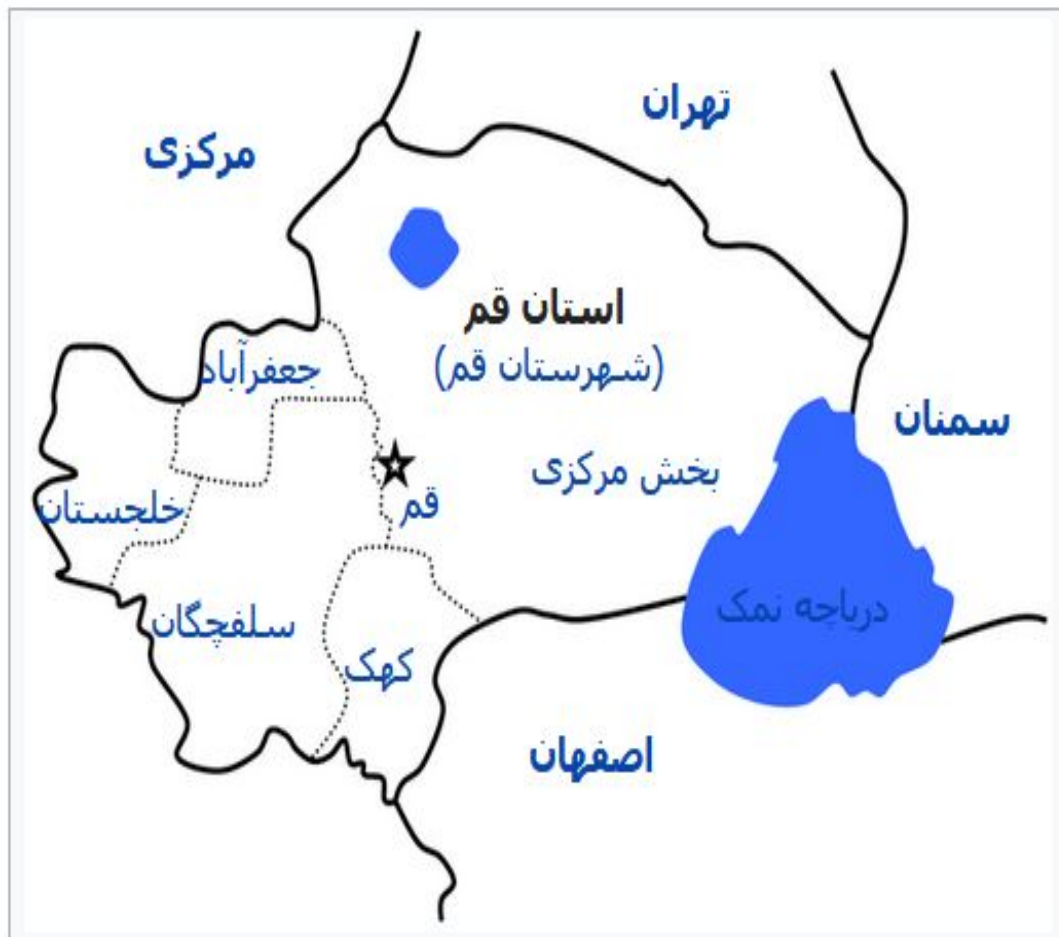 تهران
مرکزی
استان قم
(شهرستان قم)
جعفرآباد
سمنان
بخش مرکزی
قم
خلجستان
دریاچه نمک
سلفچگان
کهک
اصفهان